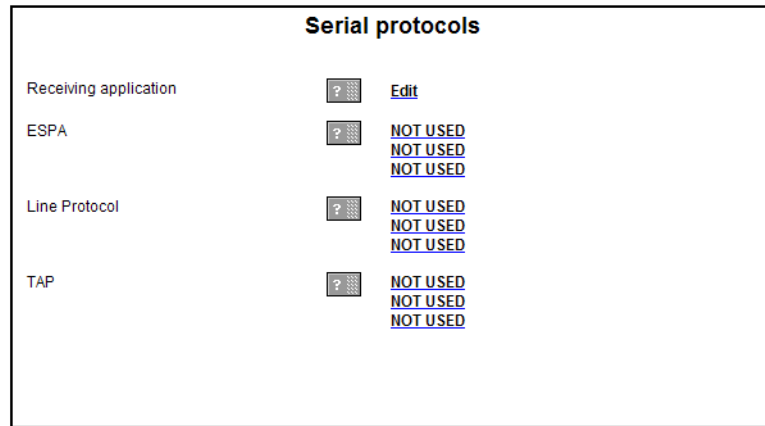 Serial protocols
Receiving application ? Edit
ESPA ? NOT USED
NOT USED
NOT USED
Line Protocol ? NOT USED
NOT USED
NOT USED
TAP ? NOT USED
NOT USED
NOT USED